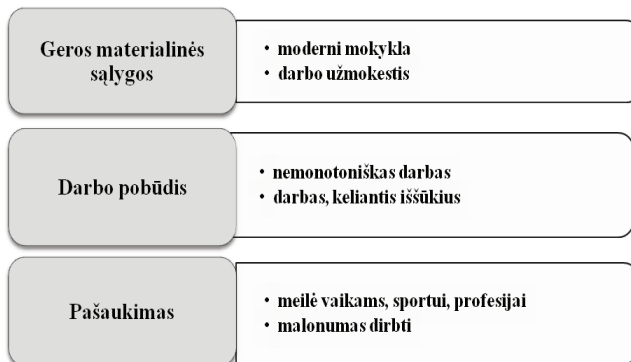 Geros materialinės
sąlygos
• moderni mokykla
• darbo užmokestis
Darbo pobūdis
• nemonotoniškas darbas
• darbas, keliantis iššūkius
Pašaukimas
• meilė vaikams, sportui, profesijai
• malonumas dirbti